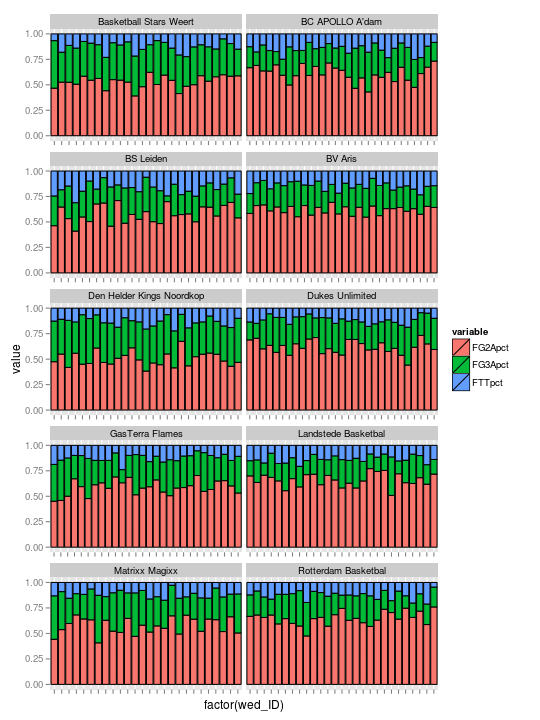 Basketball Stars Weert
BC APOLLO A'dam
1.00
0.75
0.50
0.25
0.00
BS Leiden
BV Aris
1.00
0.75
0.50
0.25
0.00
Den Helder Kings Noordkop
Dukes Unlimited
1.00
0.75
0.50
0.25
0.00
GasTerra Flames
Landstede Basketbal
1.00
0.75
0.50
0.25
0.00
Matrixx Magixx
Rotterdam Basketbal
1.00
0.75
0.50
0.25
0.00
value
factor(wed_ID)
variable
FG2Apct
FG3Apct
FTTpct